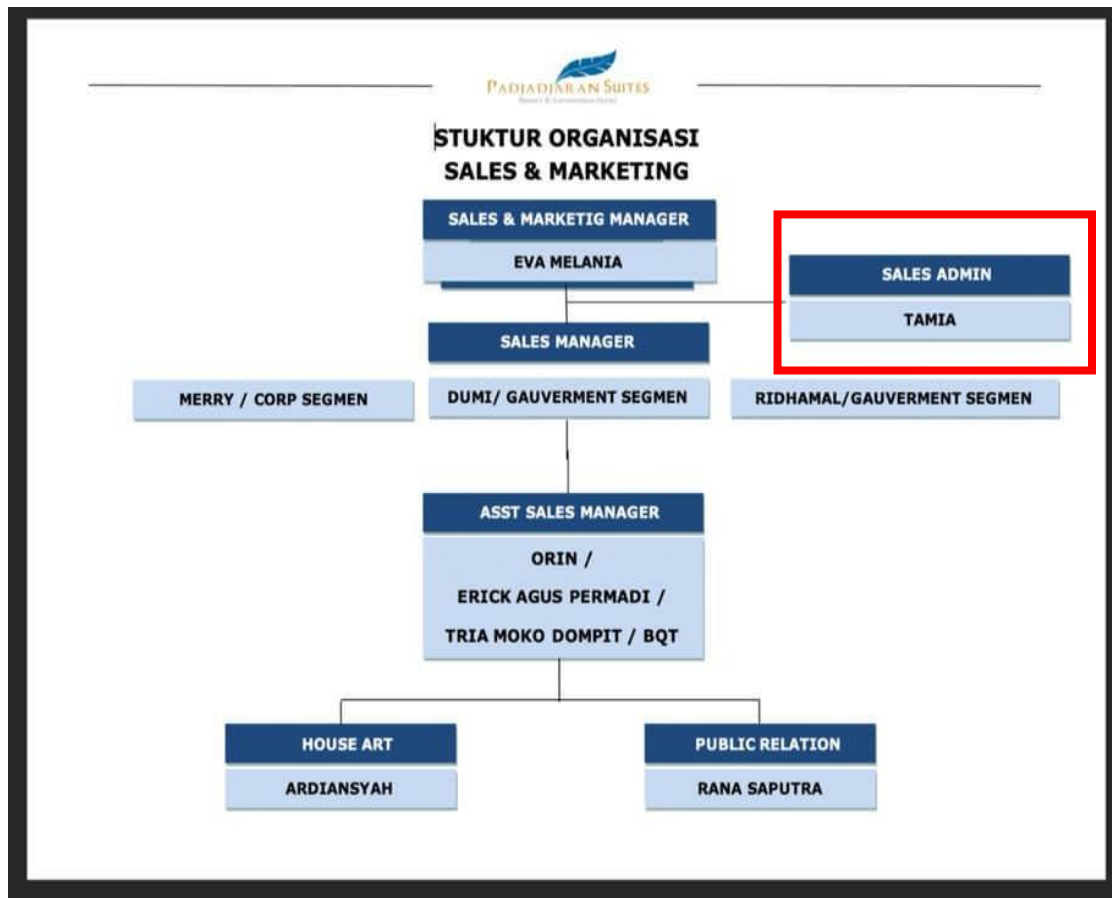 PADJADJARAN SUITES
STUKTUR ORGANISASI
SALES & MARKETING
SALES & MARKETIG MANAGER
EVA MELANIA
SALES ADMIN
TAMIA
SALES MANAGER
MERRY / CORP SEGMEN
DUMI/ GAUVERMENT SEGMEN
RIDHAMAL/GAUVERMENT SEGMEN
ASST SALES MANAGER
ORIN /
ERICK AGUS PERMADI /
TRIA MOKO DOMPIT / BQT
HOUSE ART
ARDIANSYAH
PUBLIC RELATION
RANA SAPUTRA